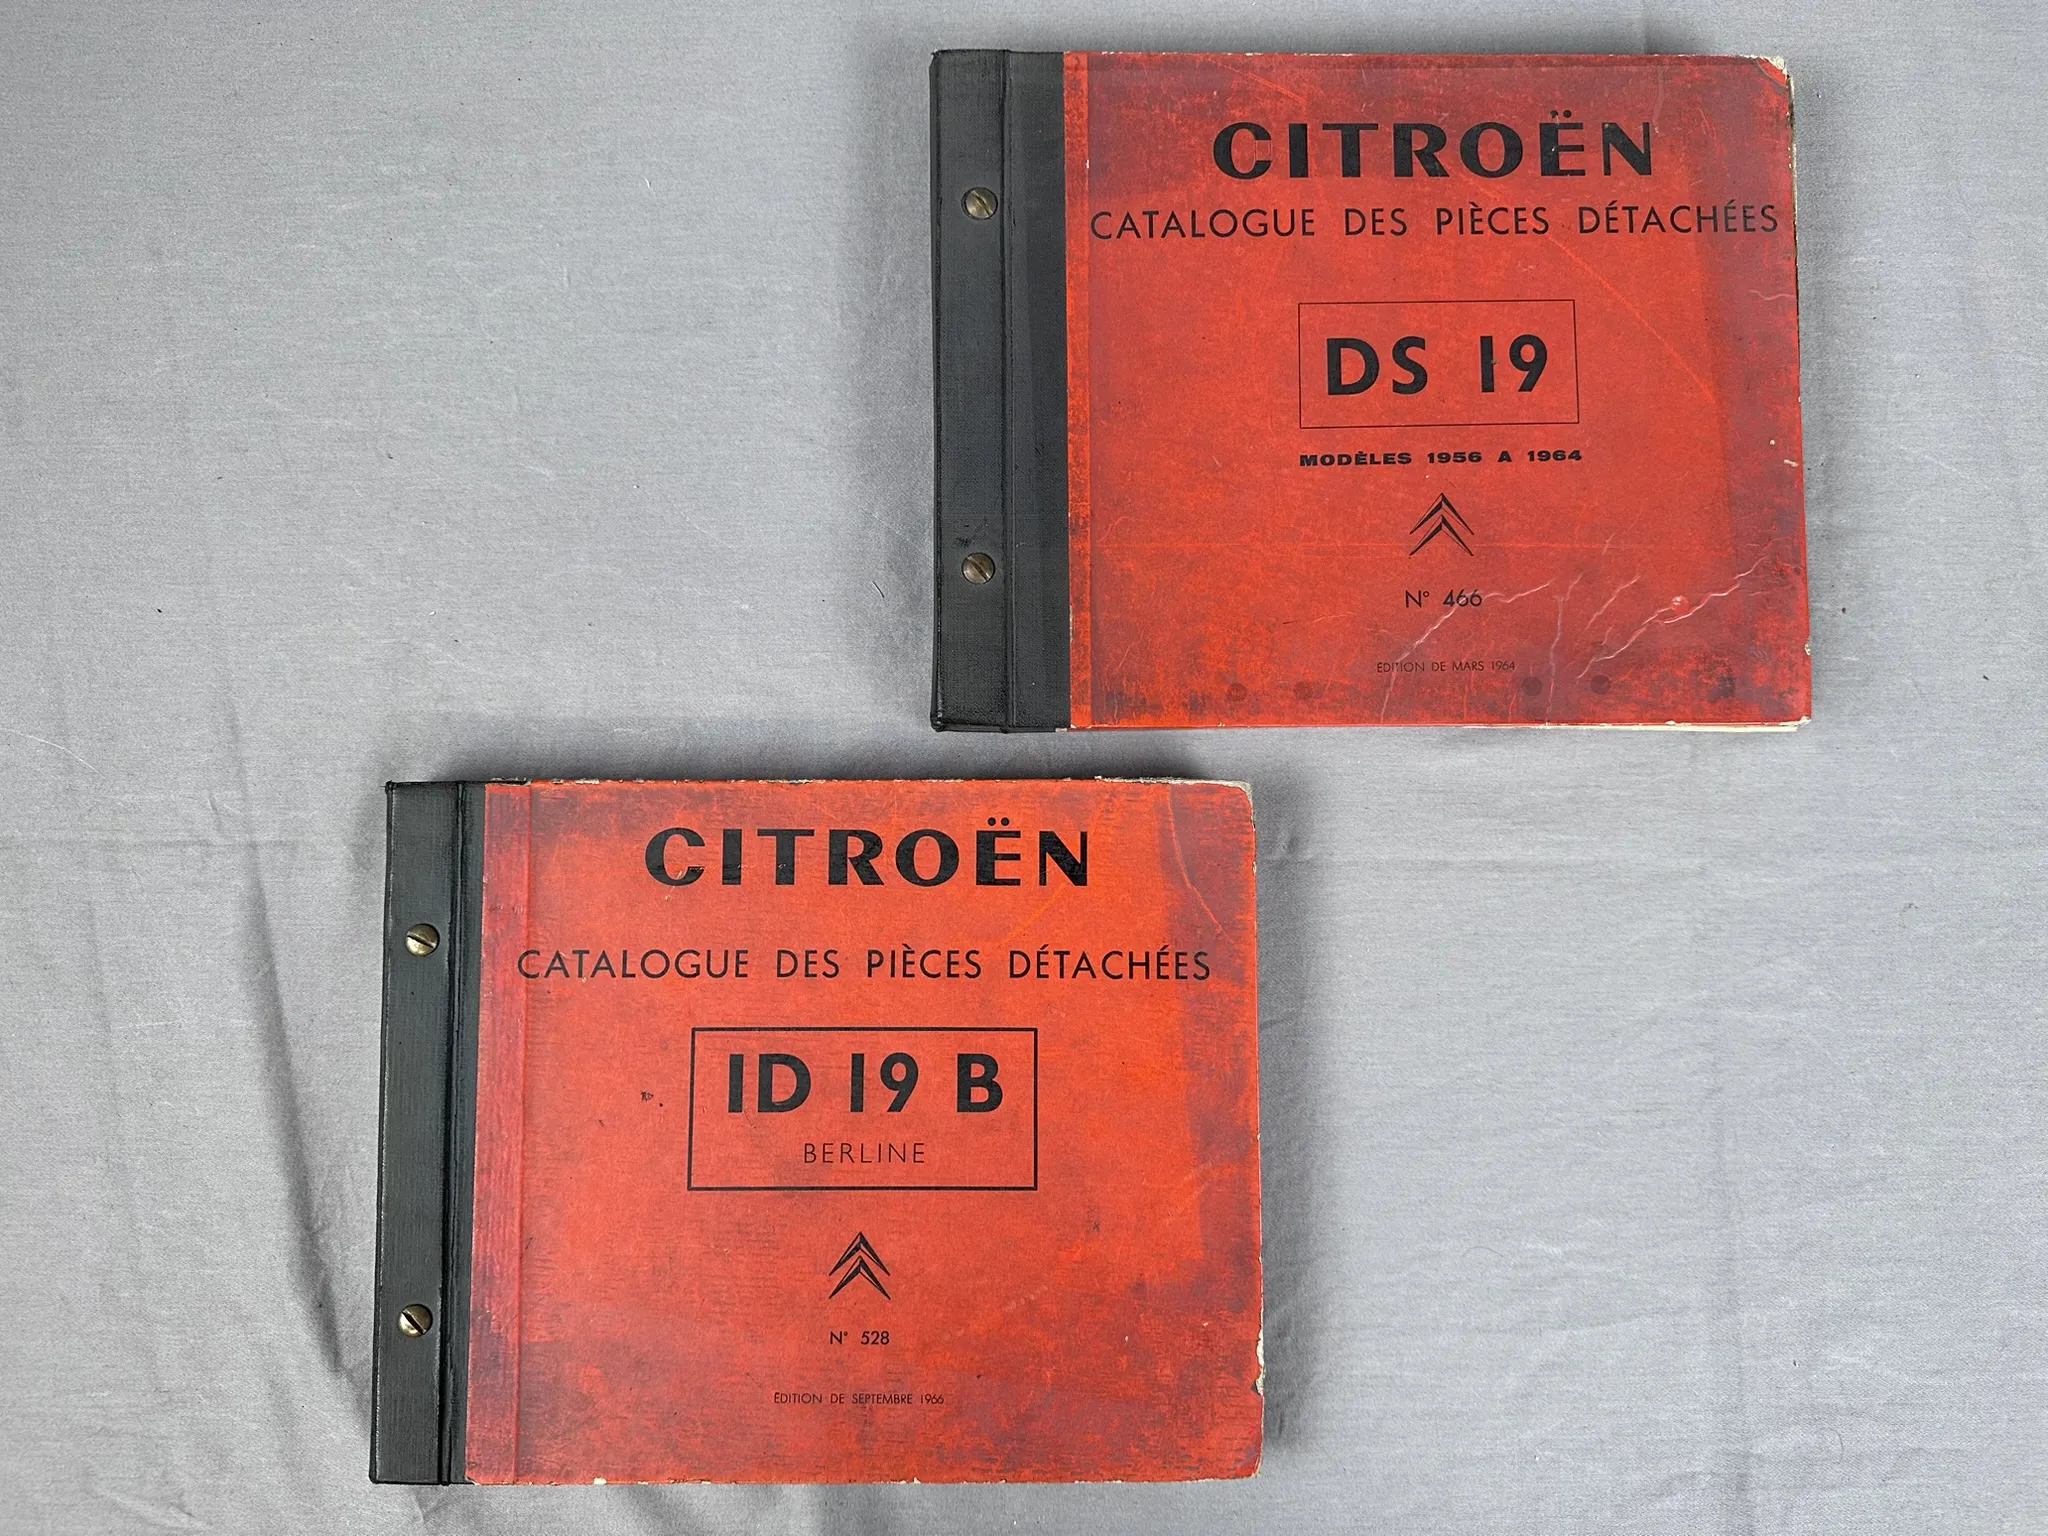 CITROËN
CATALOGUE DES PIÈCES DÉTACHÉES
DS 19
MODÈLES 1956 A 1964
N° 466
ÉDITION DE MARS 1964
CITROËN
CATALOGUE DES PIÈCES DÉTACHÉES
ID 19 B
BERLINE
N° 528
ÉDITION DE SEPTEMBRE 1966